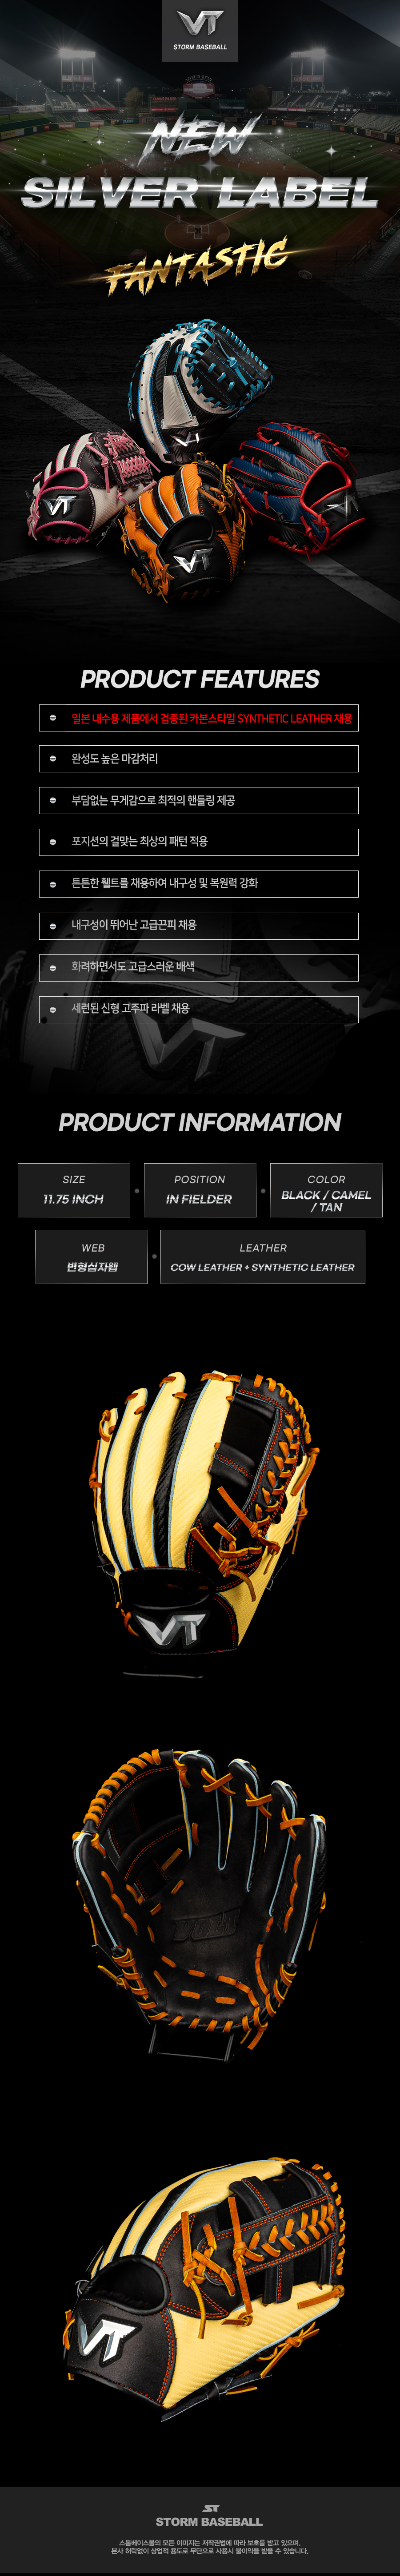 VT
STORM BASEBALL
NEW
SILVER LABEL
FANTASTIC
VT
VT
VT
PRODUCT FEATURES
일본 내수용 제품에서 검증된 카본스타일 SYNTHETIC LEATHER 채용
완성도 높은 마감처리
부담없는 무게감으로 최적의 핸들링 제공
포지션의 걸맞는 최상의 패턴 적용
튼튼한 휄트를 채용하여 내구성 및 복원력 강화
내구성이 뛰어난 고급끈피 채용
화려하면서도 고급스러운 배색
세련된 신형 고주파 라벨 채용
PRODUCT INFORMATION
SIZE
11.75 INCH
POSITION
IN FIELDER
COLOR
BLACK / CAMEL
/ TAN
WEB
변형십자웹
LEATHER
COW LEATHER + SYNTHETIC LEATHER
VT
VT
ST
STORM BASEBALL
스톰베이스볼의 모든 이미지는 저작권법에 따라 보호를 받고 있으며,
본사 허락없이 상업적 용도로 무단으로 사용시 불이익을 받을 수 있습니다.